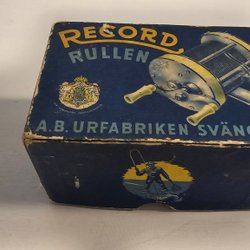 RECORD
RULLEN
A.B. URFABRIKEN SVÄNG